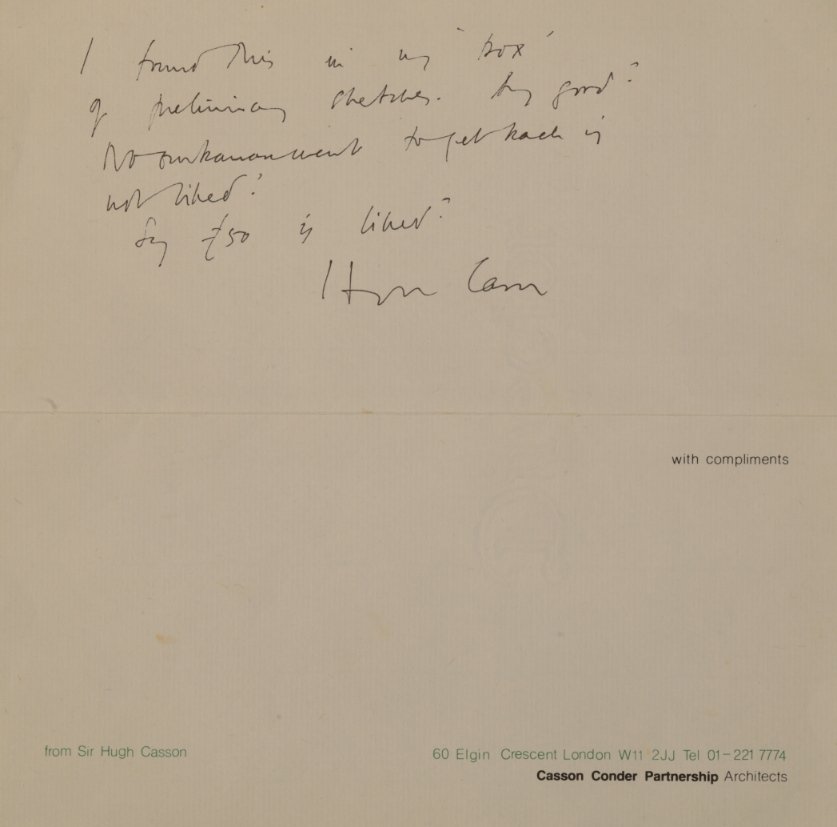 I found this in my 'box'
of preliminary sketches. Any good?
No embarrassment to get back if
not liked!
Say £50 if liked?
Hugh Casson
with compliments
from Sir Hugh Casson
60 Elgin Crescent London W11 2JJ Tel 01-221 7774
Casson Conder Partnership Architects